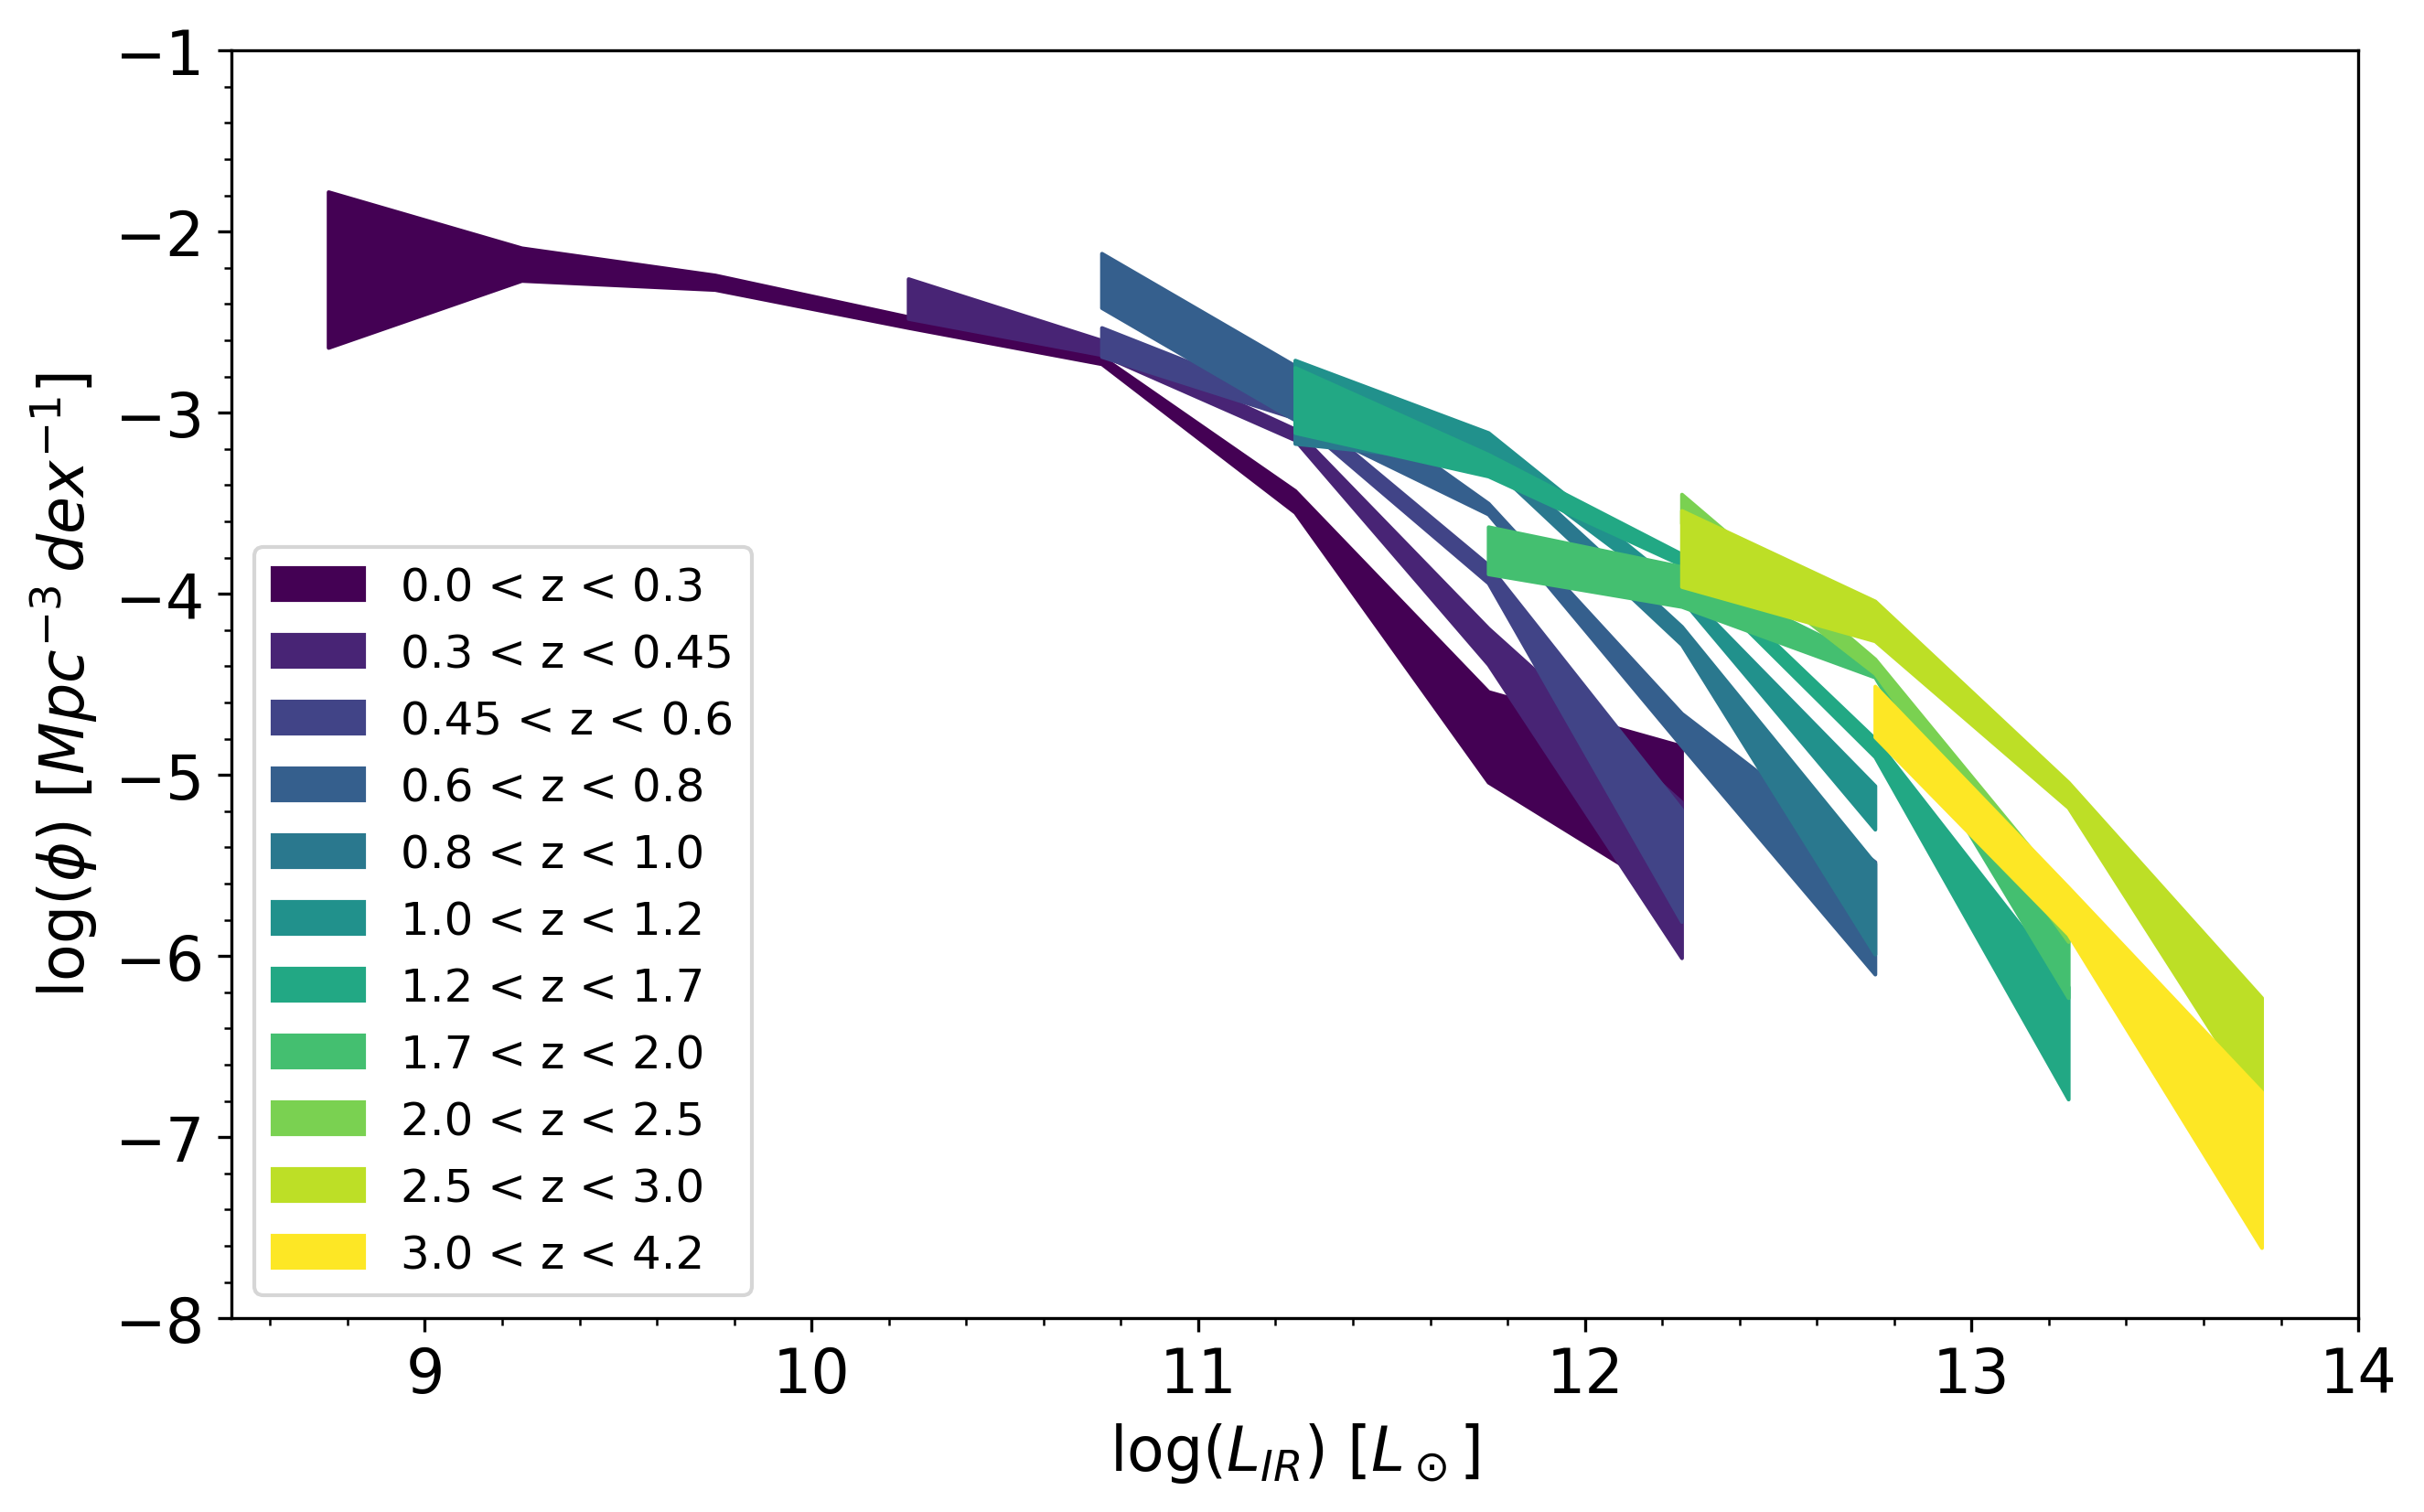 log(ϕ) [Mpc⁻³ dex⁻¹]
−1
−2
−3
−4
−5
−6
−7
−8
0.0 < z < 0.3
0.3 < z < 0.45
0.45 < z < 0.6
0.6 < z < 0.8
0.8 < z < 1.0
1.0 < z < 1.2
1.2 < z < 1.7
1.7 < z < 2.0
2.0 < z < 2.5
2.5 < z < 3.0
3.0 < z < 4.2
9 10 11 12 13 14
log(L_IR) [L_⊙]